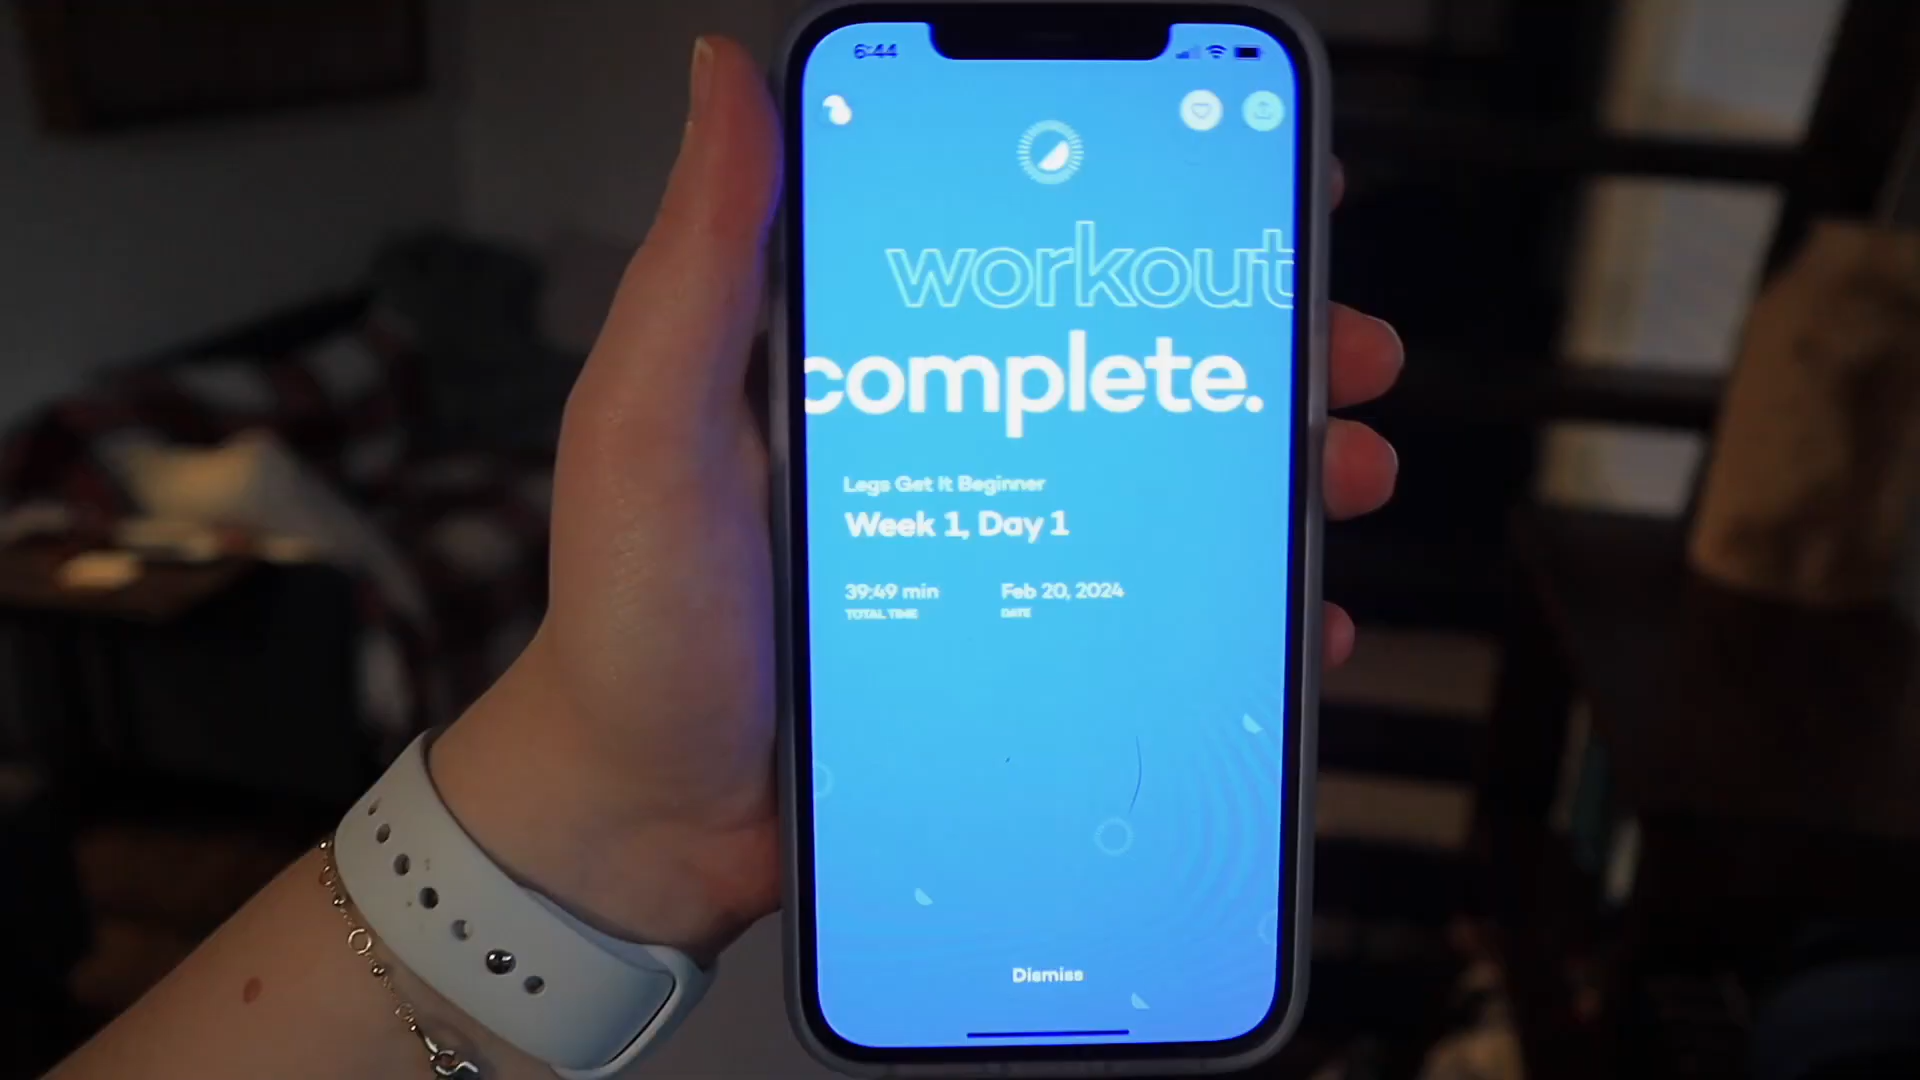 6:44
workout
complete.
Legs Get It Beginner
Week 1, Day 1
39:49 min
TOTAL TIME
Feb 20, 2024
DATE
Dismiss